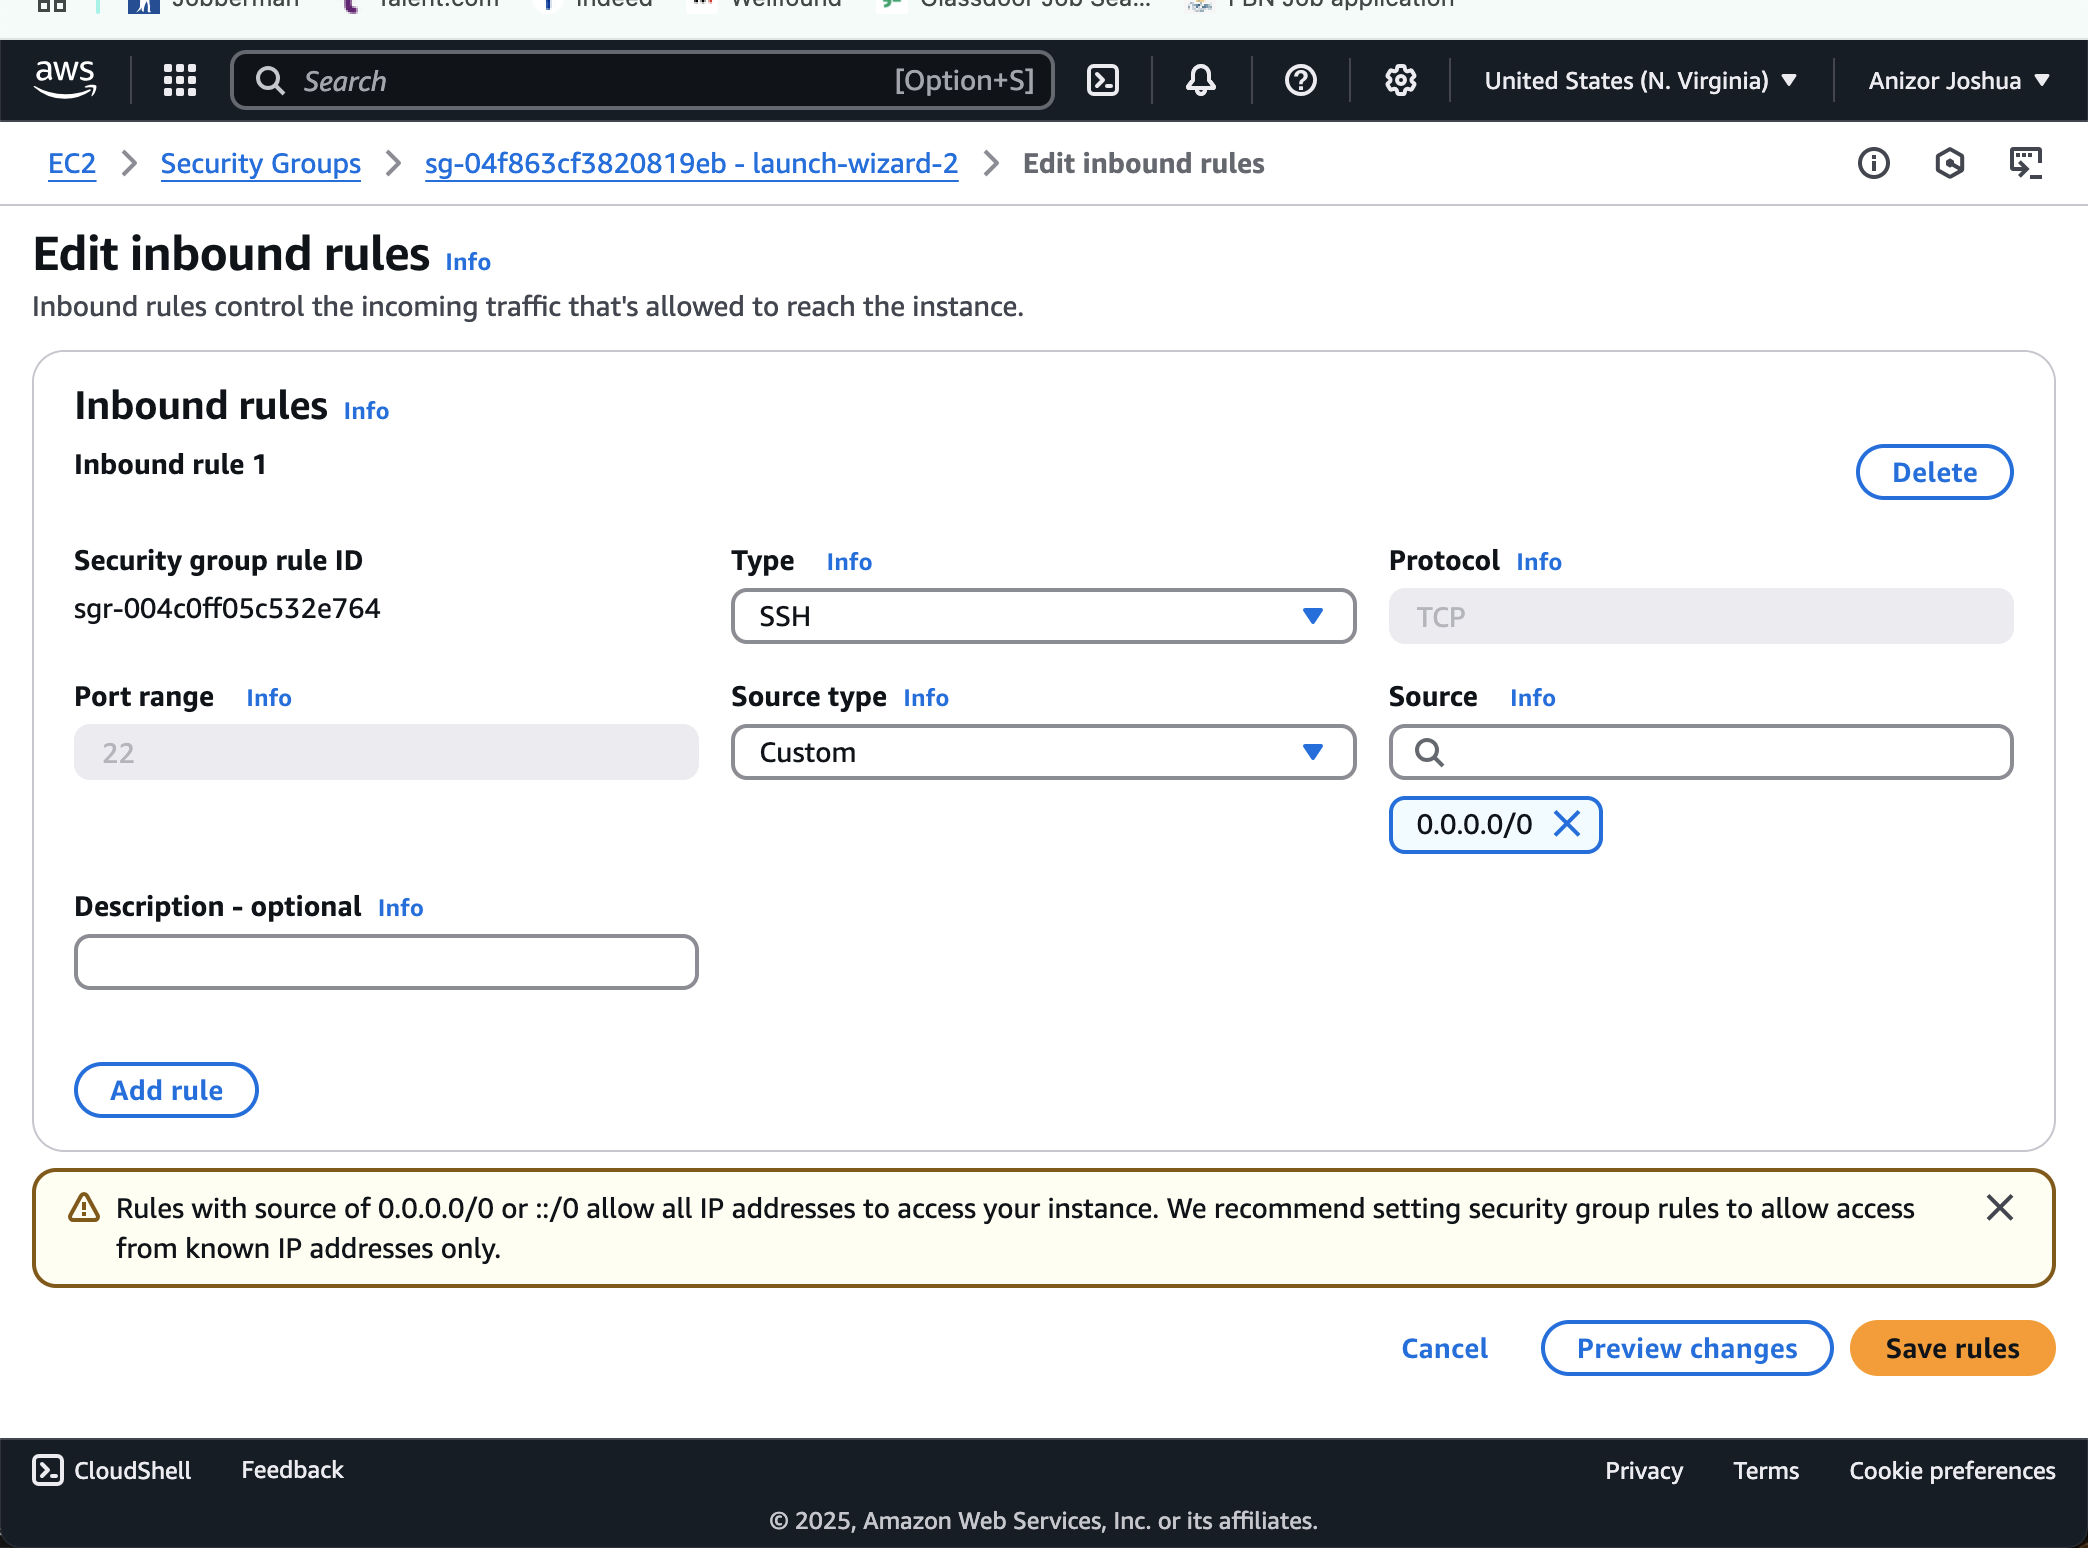 Jobberman Talent.com Indeed Wellfound Glassdoor Job Sea... PBN Job application
aws Search [Option+S] United States (N. Virginia) Anizor Joshua
EC2 > Security Groups > sg-04f863cf3820819eb - launch-wizard-2 > Edit inbound rules
Edit inbound rules Info
Inbound rules control the incoming traffic that's allowed to reach the instance.
Inbound rules Info
Inbound rule 1
Delete
Security group rule ID
sgr-004c0ff05c532e764
Type Info
SSH
Protocol Info
TCP
Port range Info
22
Source type Info
Custom
Source Info
0.0.0.0/0
Description - optional Info
Add rule
Rules with source of 0.0.0.0/0 or ::/0 allow all IP addresses to access your instance. We recommend setting security group rules to allow access
from known IP addresses only.
Cancel Preview changes Save rules
CloudShell Feedback Privacy Terms Cookie preferences
© 2025, Amazon Web Services, Inc. or its affiliates.